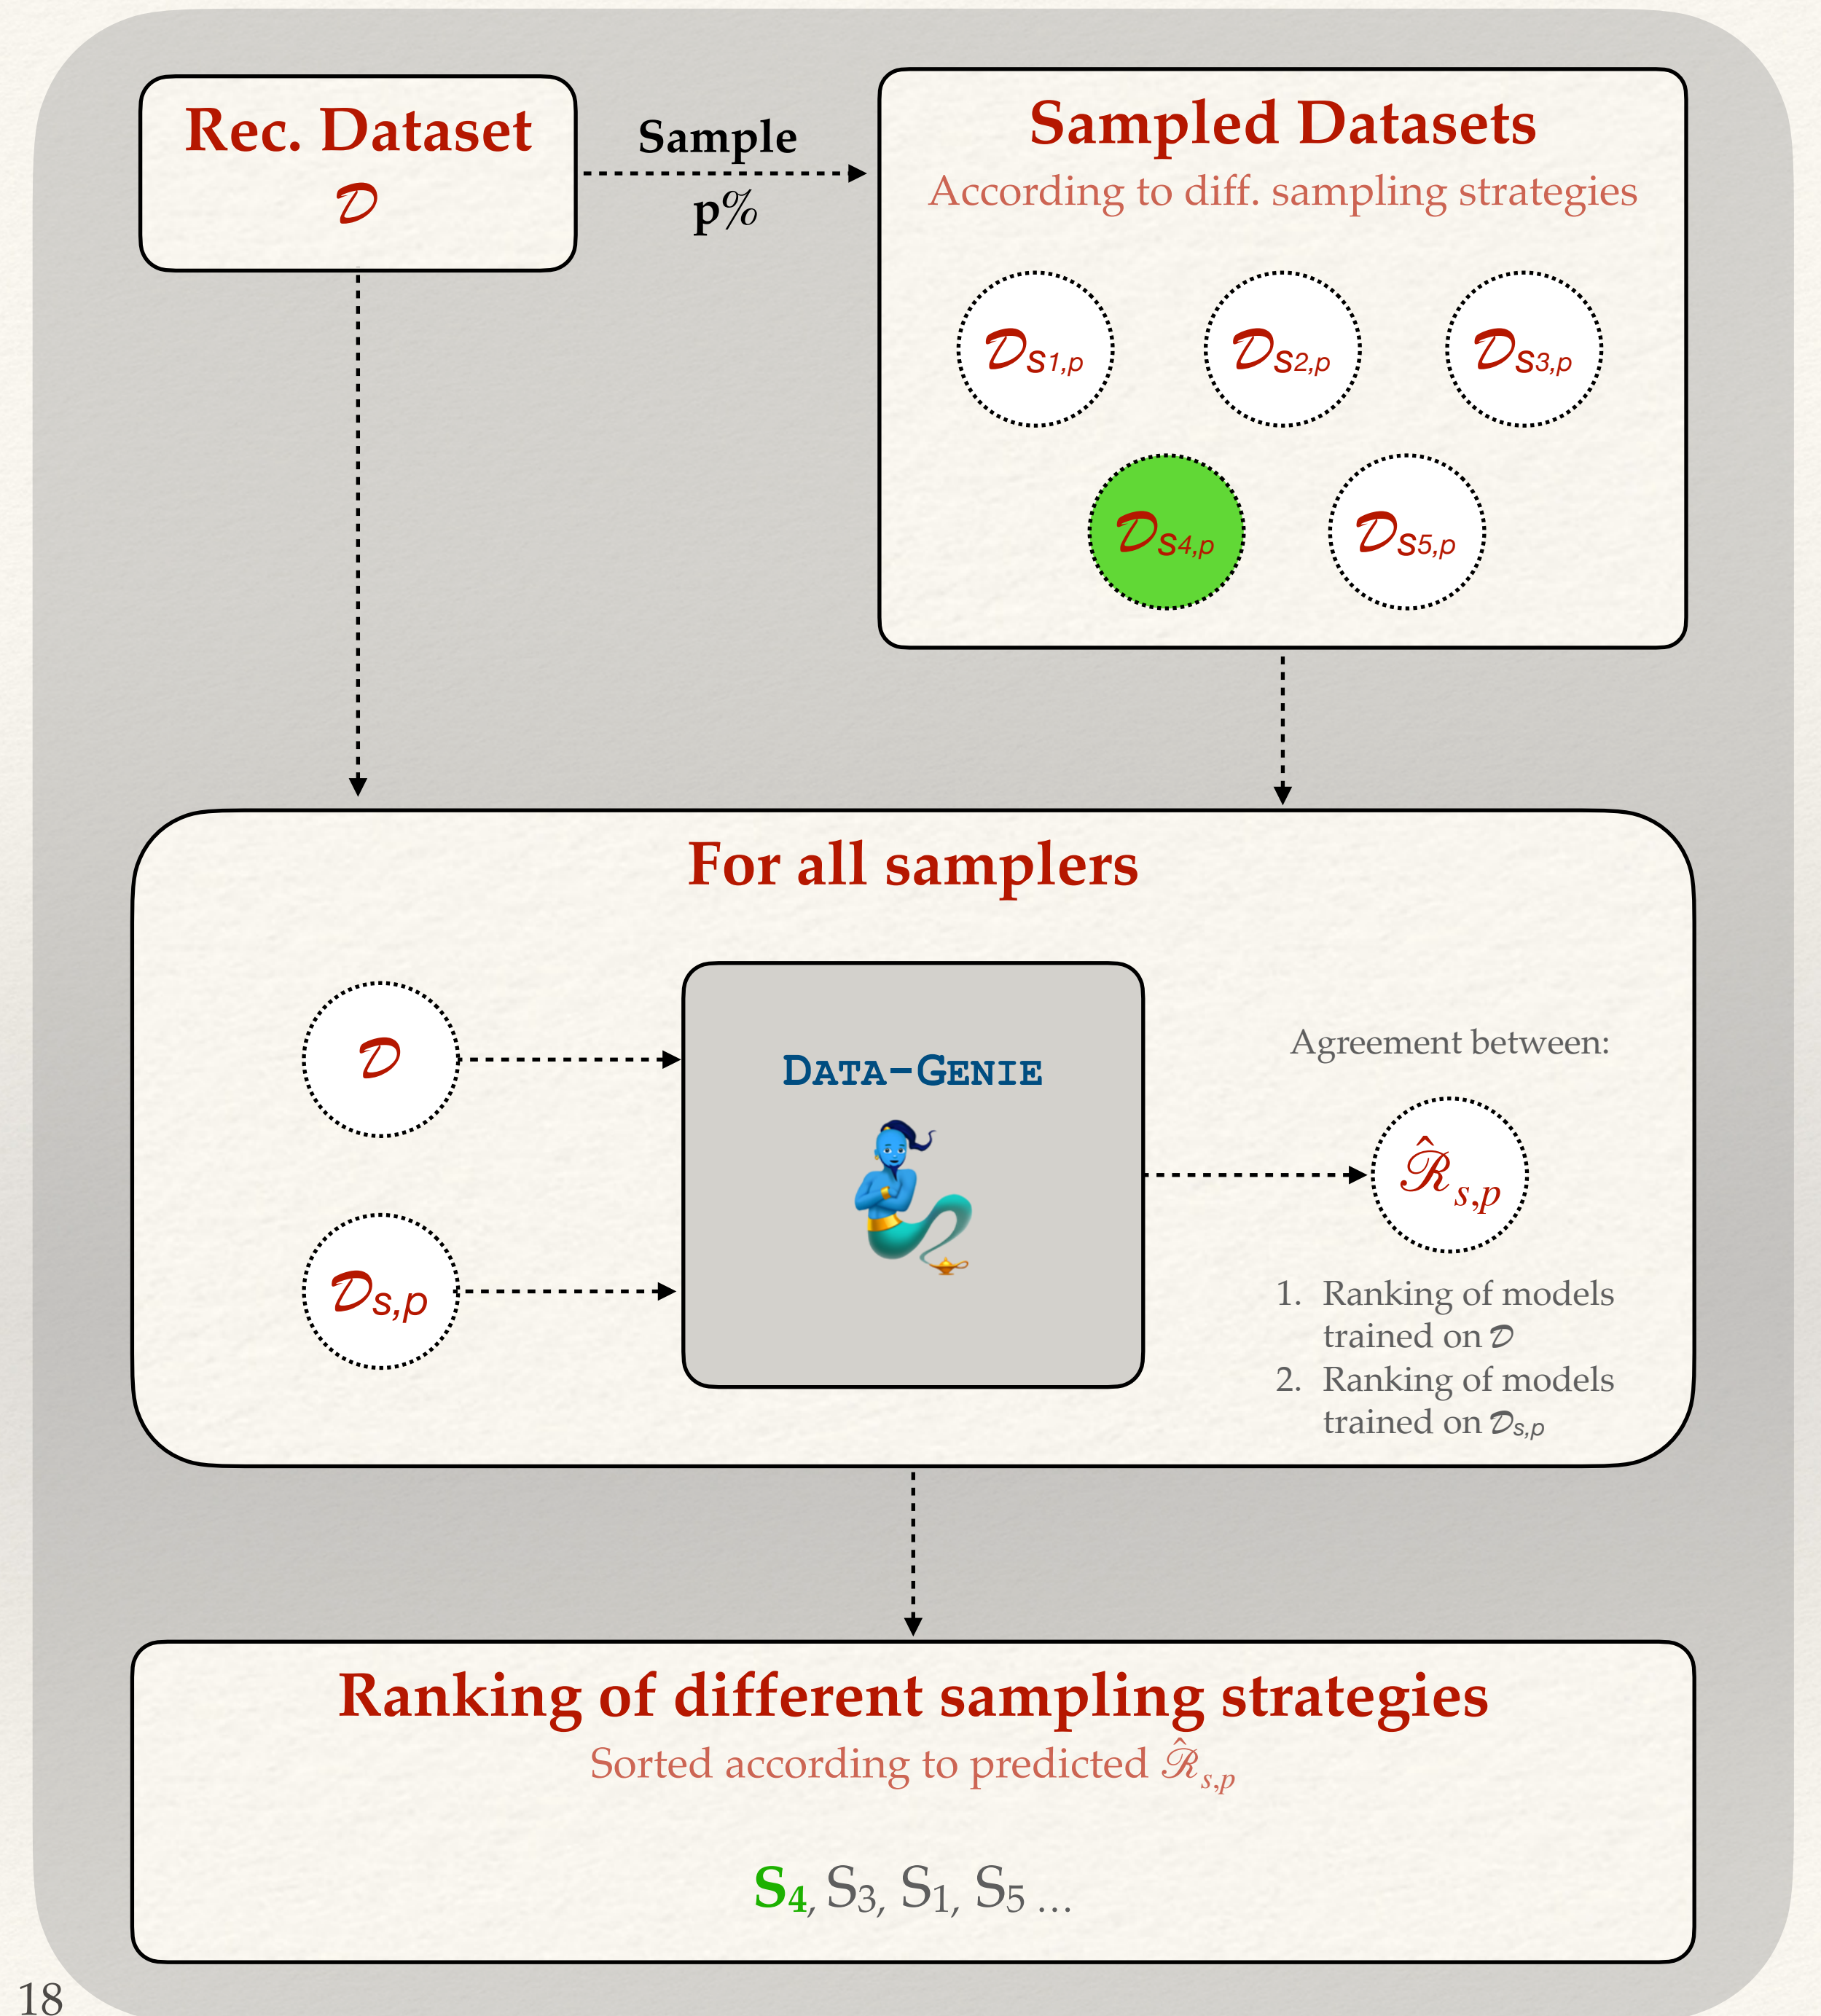 Rec. Dataset
𝒟
Sample
p%
Sampled Datasets
According to diff. sampling strategies
𝒟S1,p
𝒟S2,p
𝒟S3,p
𝒟S4,p
𝒟S5,p
For all samplers
𝒟
𝒟s,p
DATA-GENIE
Agreement between:
ℛ̂s,p
1. Ranking of models
trained on 𝒟
2. Ranking of models
trained on 𝒟s,p
Ranking of different sampling strategies
Sorted according to predicted ℛ̂s,p
S4, S3, S1, S5 …
18